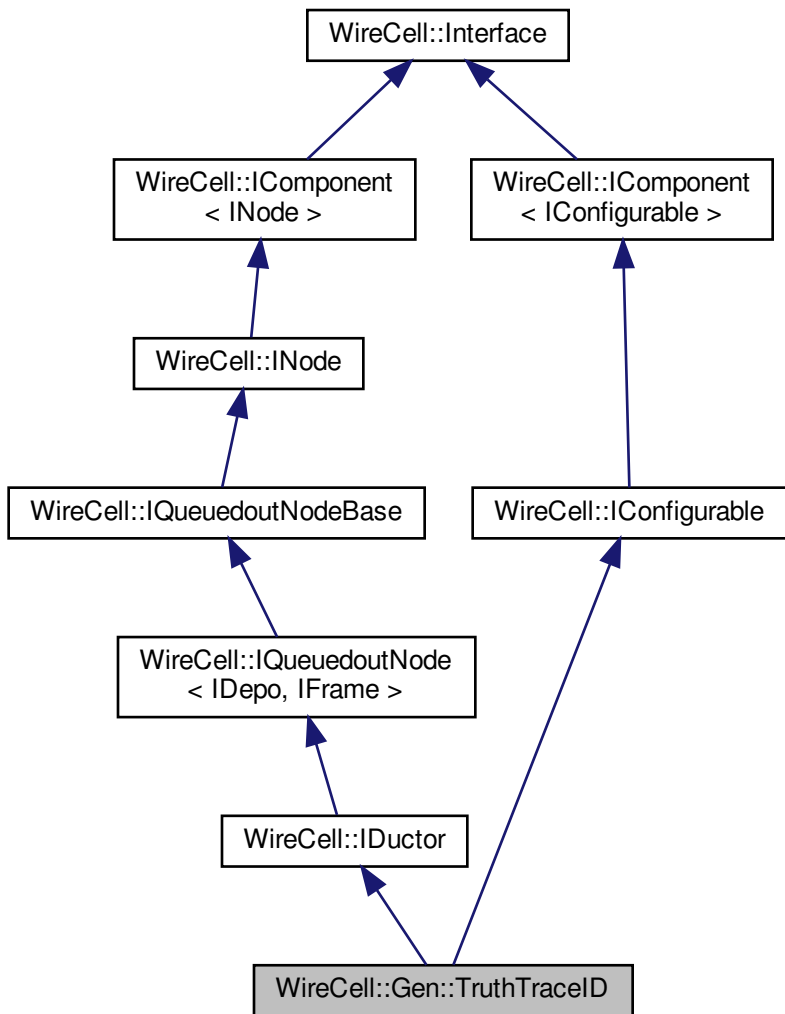 WireCell::Interface
WireCell::IComponent
< INode >
WireCell::IComponent
< IConfigurable >
WireCell::INode
WireCell::IQueuedoutNodeBase
WireCell::IConfigurable
WireCell::IQueuedoutNode
< IDepo, IFrame >
WireCell::IDuctor
WireCell::Gen::TruthTraceID